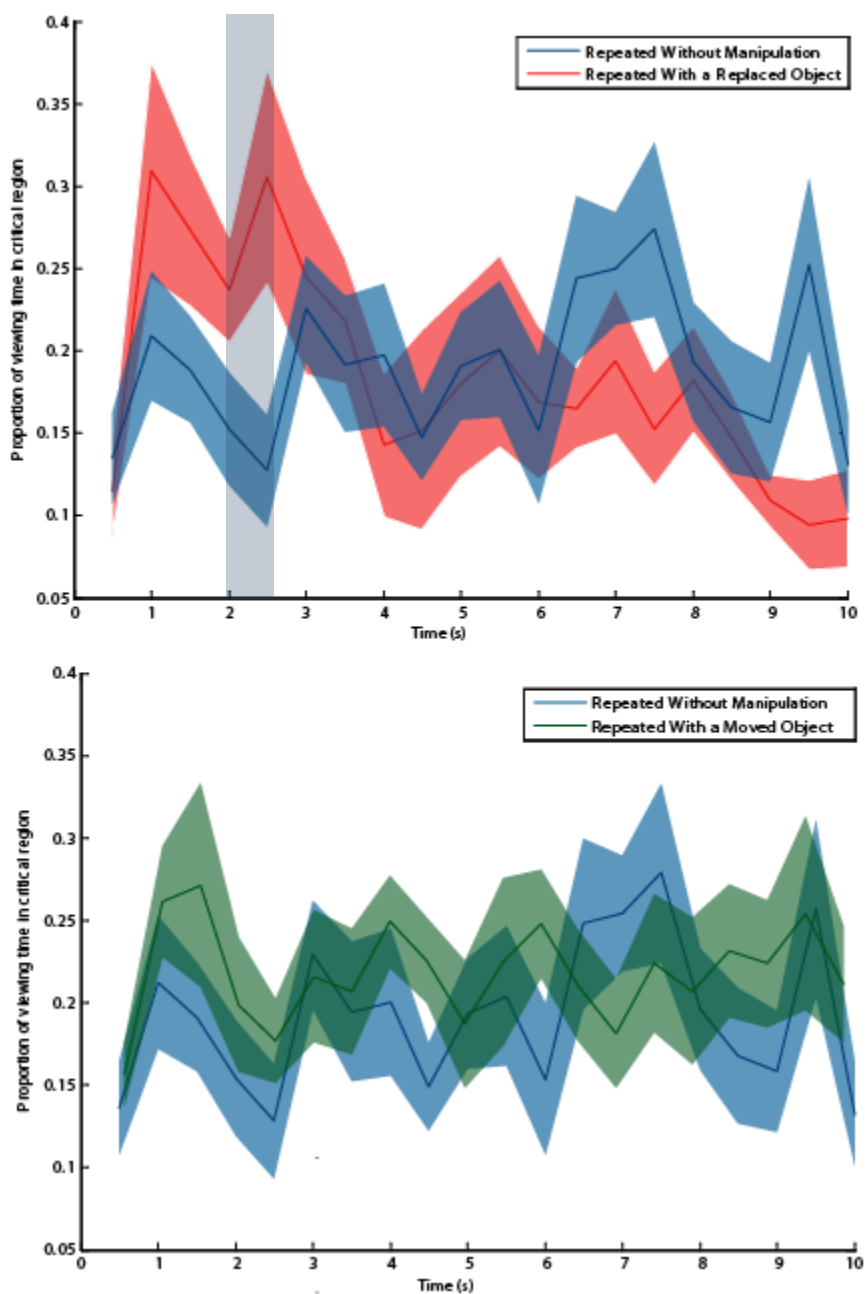 0.4
Repeated Without Manipulation
Repeated With a Replaced Object
0.35
0.3
0.25
0.2
0.15
0.1
0.05
Proportion of viewing time in critical region
0 1 2 3 4 5 6 7 8 9 10
Time (s)
0.4
Repeated Without Manipulation
Repeated With a Moved Object
0.35
0.3
0.25
0.2
0.15
0.1
0.05
Proportion of viewing time in critical region
0 1 2 3 4 5 6 7 8 9 10
Time (s)